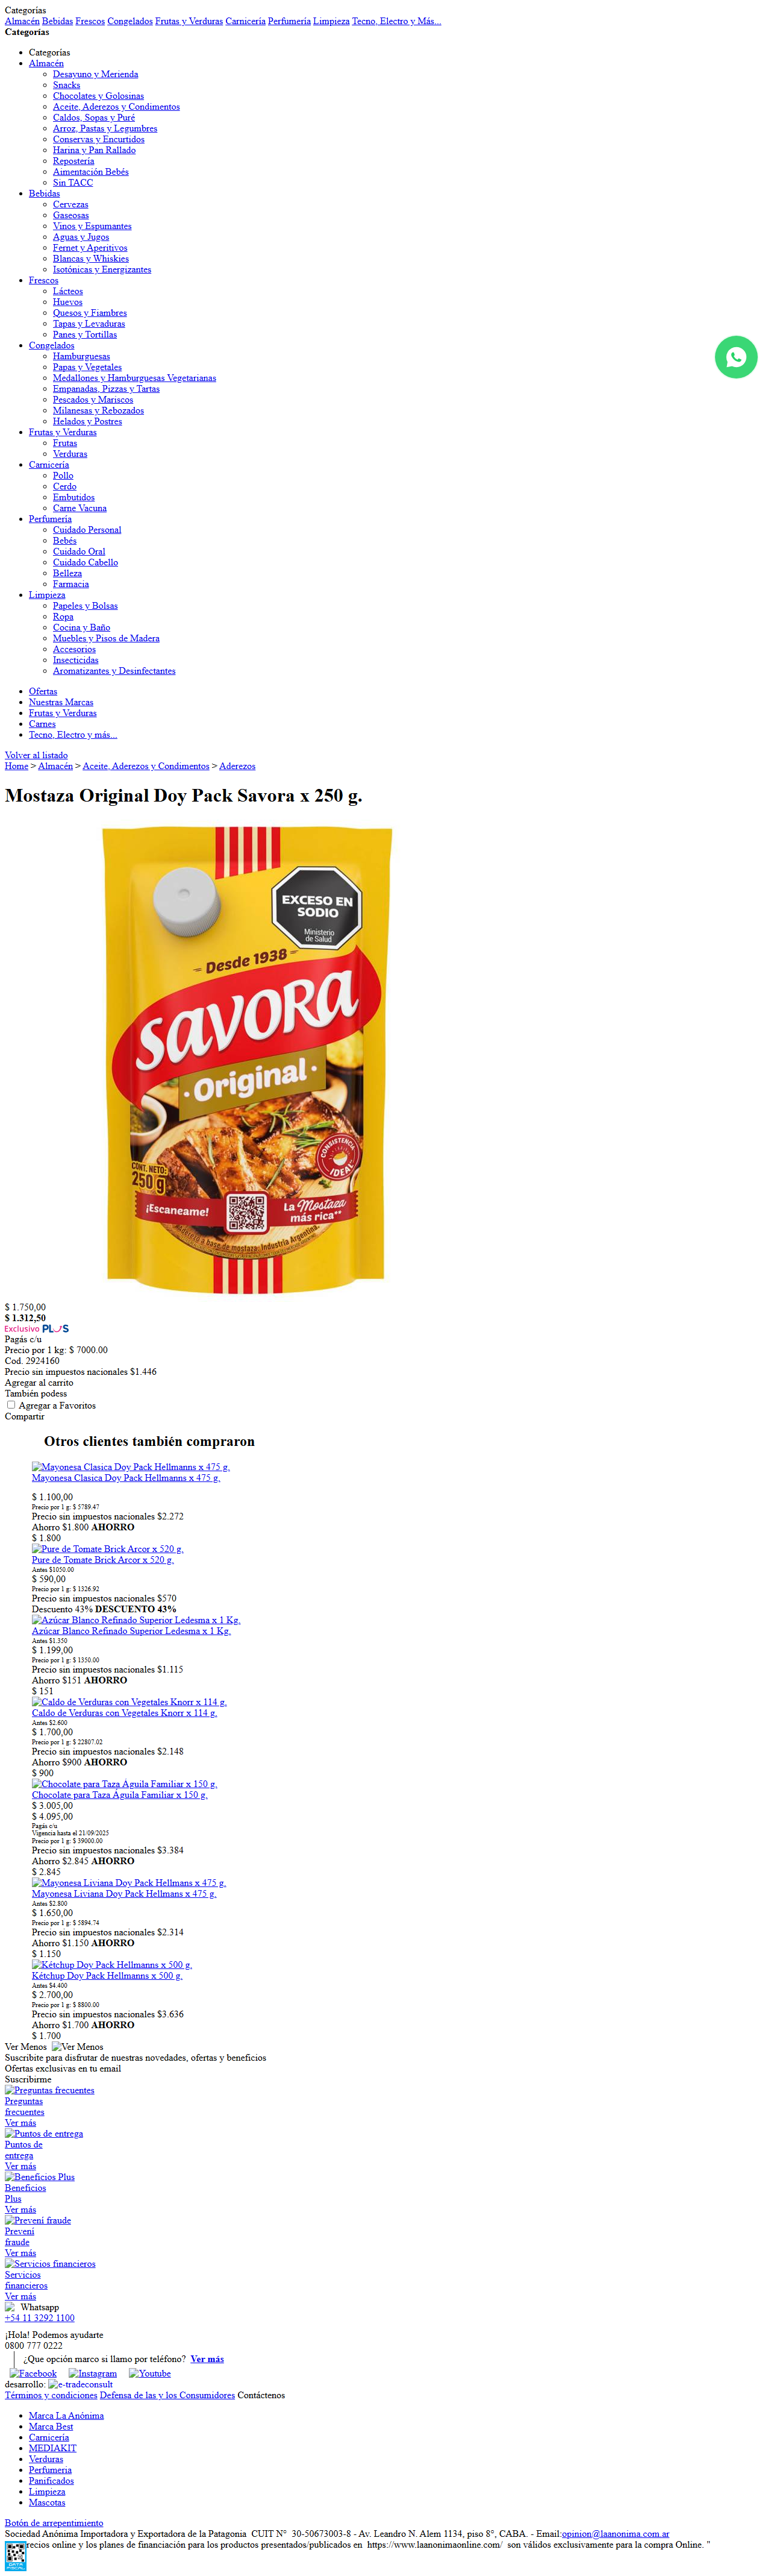 Categorías
Almacén Bebidas Frescos Congelados Frutas y Verduras Carnicería Perfumería Limpieza Tecno, Electro y Más...
Categorías
Categorías
Almacén
Desayuno y Merienda
Snacks
Chocolates y Golosinas
Aceite, Aderezos y Condimentos
Caldos, Sopas y Puré
Arroz, Pastas y Legumbres
Conservas y Encurtidos
Harina y Pan Rallado
Repostería
Aimentación Bebés
Sin TACC
Bebidas
Cervezas
Gaseosas
Vinos y Espumantes
Aguas y Jugos
Fernet y Aperitivos
Blancas y Whiskies
Isotónicas y Energizantes
Frescos
Lácteos
Huevos
Quesos y Fiambres
Tapas y Levaduras
Panes y Tortillas
Congelados
Hamburguesas
Papas y Vegetales
Medallones y Hamburguesas Vegetarianas
Empanadas, Pizzas y Tartas
Pescados y Mariscos
Milanesas y Rebozados
Helados y Postres
Frutas y Verduras
Frutas
Verduras
Carnicería
Pollo
Cerdo
Embutidos
Carne Vacuna
Perfumería
Cuidado Personal
Bebés
Cuidado Oral
Cuidado Cabello
Belleza
Farmacia
Limpieza
Papeles y Bolsas
Ropa
Cocina y Baño
Muebles y Pisos de Madera
Accesorios
Insecticidas
Aromatizantes y Desinfectantes
Ofertas
Nuestras Marcas
Frutas y Verduras
Carnes
Tecno, Electro y más...
Volver al listado
Home > Almacén > Aceite, Aderezos y Condimentos > Aderezos
Mostaza Original Doy Pack Savora x 250 g.
EXCESO EN
SODIO
Ministerio
de Salud
Desde 1938
savora
Original
CONSISTENCIA
IDEAL
CONT. NETO:
250 g
¡Escaneame!
La Mostaza
más rica**
Aderezo a base de mostaza. Industria Argentina.
$ 1.750,00
$ 1.312,50
Exclusivo PLUS
Pagás c/u
Precio por 1 kg: $ 7000.00
Cod. 2924160
Precio sin impuestos nacionales $1.446
Agregar al carrito
También podess
Agregar a Favoritos
Compartir
Otros clientes también compraron
Mayonesa Clasica Doy Pack Hellmanns x 475 g.
Mayonesa Clasica Doy Pack Hellmanns x 475 g.
$ 1.100,00
Precio por 1 g: $ 5789.47
Precio sin impuestos nacionales $2.272
Ahorro $1.800 AHORRO
$ 1.800
Pure de Tomate Brick Arcor x 520 g.
Pure de Tomate Brick Arcor x 520 g.
Antes $1050.00
$ 590,00
Precio por 1 g: $ 1326.92
Precio sin impuestos nacionales $570
Descuento 43% DESCUENTO 43%
Azúcar Blanco Refinado Superior Ledesma x 1 Kg.
Azúcar Blanco Refinado Superior Ledesma x 1 Kg.
Antes $1.350
$ 1.199,00
Precio por 1 g: $ 1350.00
Precio sin impuestos nacionales $1.115
Ahorro $151 AHORRO
$ 151
Caldo de Verduras con Vegetales Knorr x 114 g.
Caldo de Verduras con Vegetales Knorr x 114 g.
Antes $2.600
$ 1.700,00
Precio por 1 g: $ 22807.02
Precio sin impuestos nacionales $2.148
Ahorro $900 AHORRO
$ 900
Chocolate para Taza Águila Familiar x 150 g.
Chocolate para Taza Águila Familiar x 150 g.
$ 3.005,00
$ 4.095,00
Pagás c/u
Vigencia hasta el 21/09/2025
Precio por 1 g: $ 39000.00
Precio sin impuestos nacionales $3.384
Ahorro $2.845 AHORRO
$ 2.845
Mayonesa Liviana Doy Pack Hellmans x 475 g.
Mayonesa Liviana Doy Pack Hellmans x 475 g.
Antes $2.800
$ 1.650,00
Precio por 1 g: $ 5894.74
Precio sin impuestos nacionales $2.314
Ahorro $1.150 AHORRO
$ 1.150
Kétchup Doy Pack Hellmanns x 500 g.
Kétchup Doy Pack Hellmanns x 500 g.
Antes $4.400
$ 2.700,00
Precio por 1 g: $ 8800.00
Precio sin impuestos nacionales $3.636
Ahorro $1.700 AHORRO
$ 1.700
Ver Menos Ver Menos
Suscribite para disfrutar de nuestras novedades, ofertas y beneficios
Ofertas exclusivas en tu email
Suscribirme
Preguntas frecuentes
Preguntas
frecuentes
Ver más
Puntos de entrega
Puntos de
entrega
Ver más
Beneficios Plus
Beneficios
Plus
Ver más
Prevení fraude
Prevení
fraude
Ver más
Servicios financieros
Servicios
financieros
Ver más
Whatsapp
+54 11 3292 1100
¡Hola! Podemos ayudarte
0800 777 0222
¿Que opción marco si llamo por teléfono? Ver más
Facebook Instagram Youtube
desarrollo: e-tradeconsult
Términos y condiciones Defensa de las y los Consumidores Contáctenos
Marca La Anónima
Marca Best
Carnicería
MEDIAKIT
Verduras
Perfumeria
Panificados
Limpieza
Mascotas
Botón de arrepentimiento
Sociedad Anónima Importadora y Exportadora de la Patagonia CUIT N° 30-50673003-8 - Av. Leandro N. Alem 1134, piso 8°, CABA. - Email:opinion@laanonima.com.ar
recios online y los planes de financiación para los productos presentados/publicados en https://www.laanonimaonline.com/ son válidos exclusivamente para la compra Online. "
DATA
FISCAL